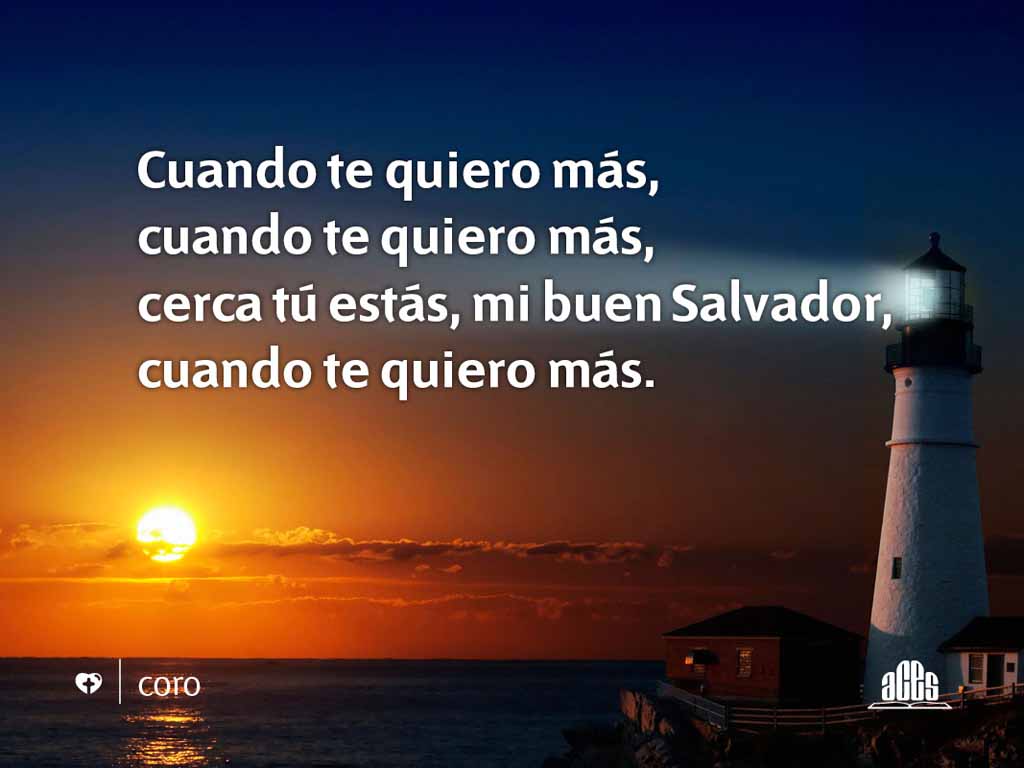 Cuando te quiero más,
cuando te quiero más,
cerca tú estás, mi buen Salvador,
cuando te quiero más.
coro
aces